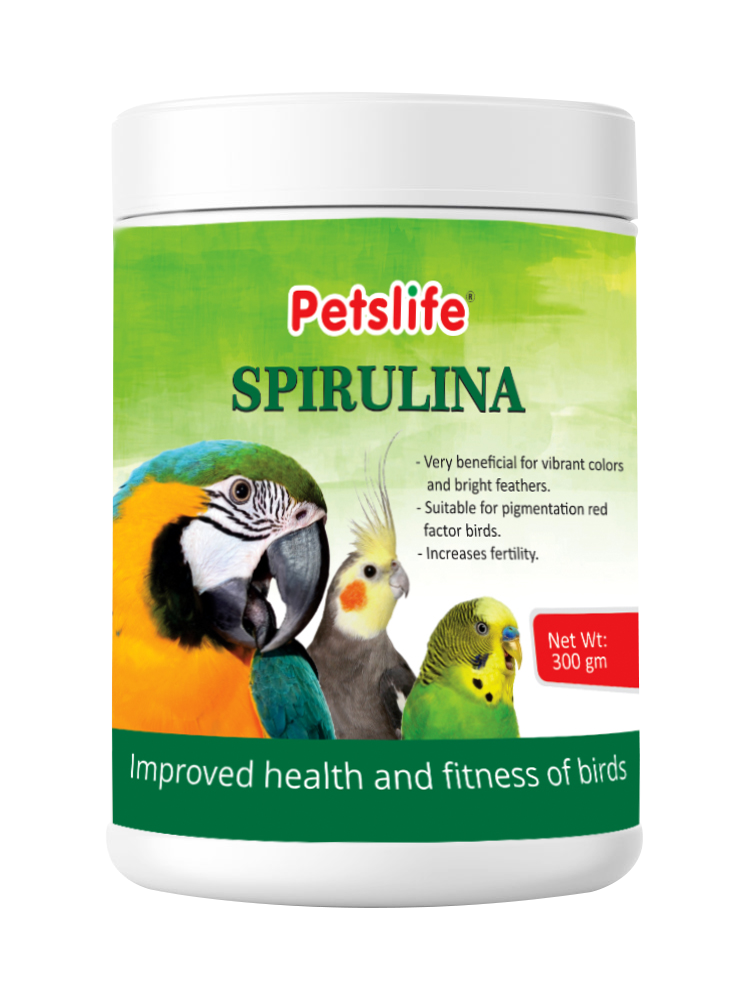 Petslife®
SPIRULINA
- Very beneficial for vibrant colors
and bright feathers.
- Suitable for pigmentation red
factor birds.
- Increases fertility.
Net Wt:
300 gm
Improved health and fitness of birds